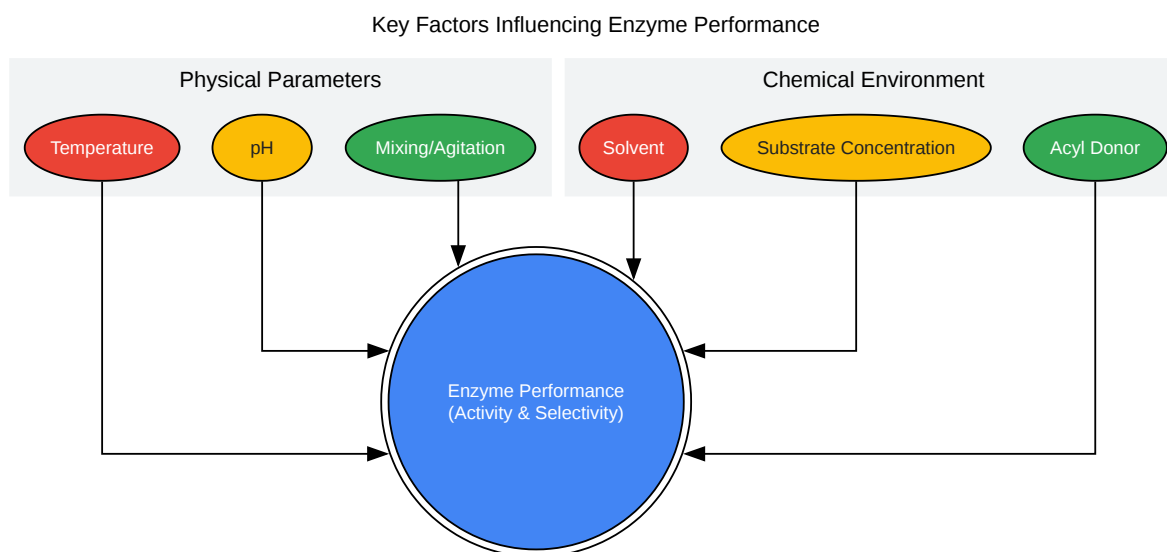 Key Factors Influencing Enzyme Performance
Physical Parameters
Chemical Environment
Temperature
pH
Mixing/Agitation
Solvent
Substrate Concentration
Acyl Donor
Enzyme Performance
(Activity & Selectivity)